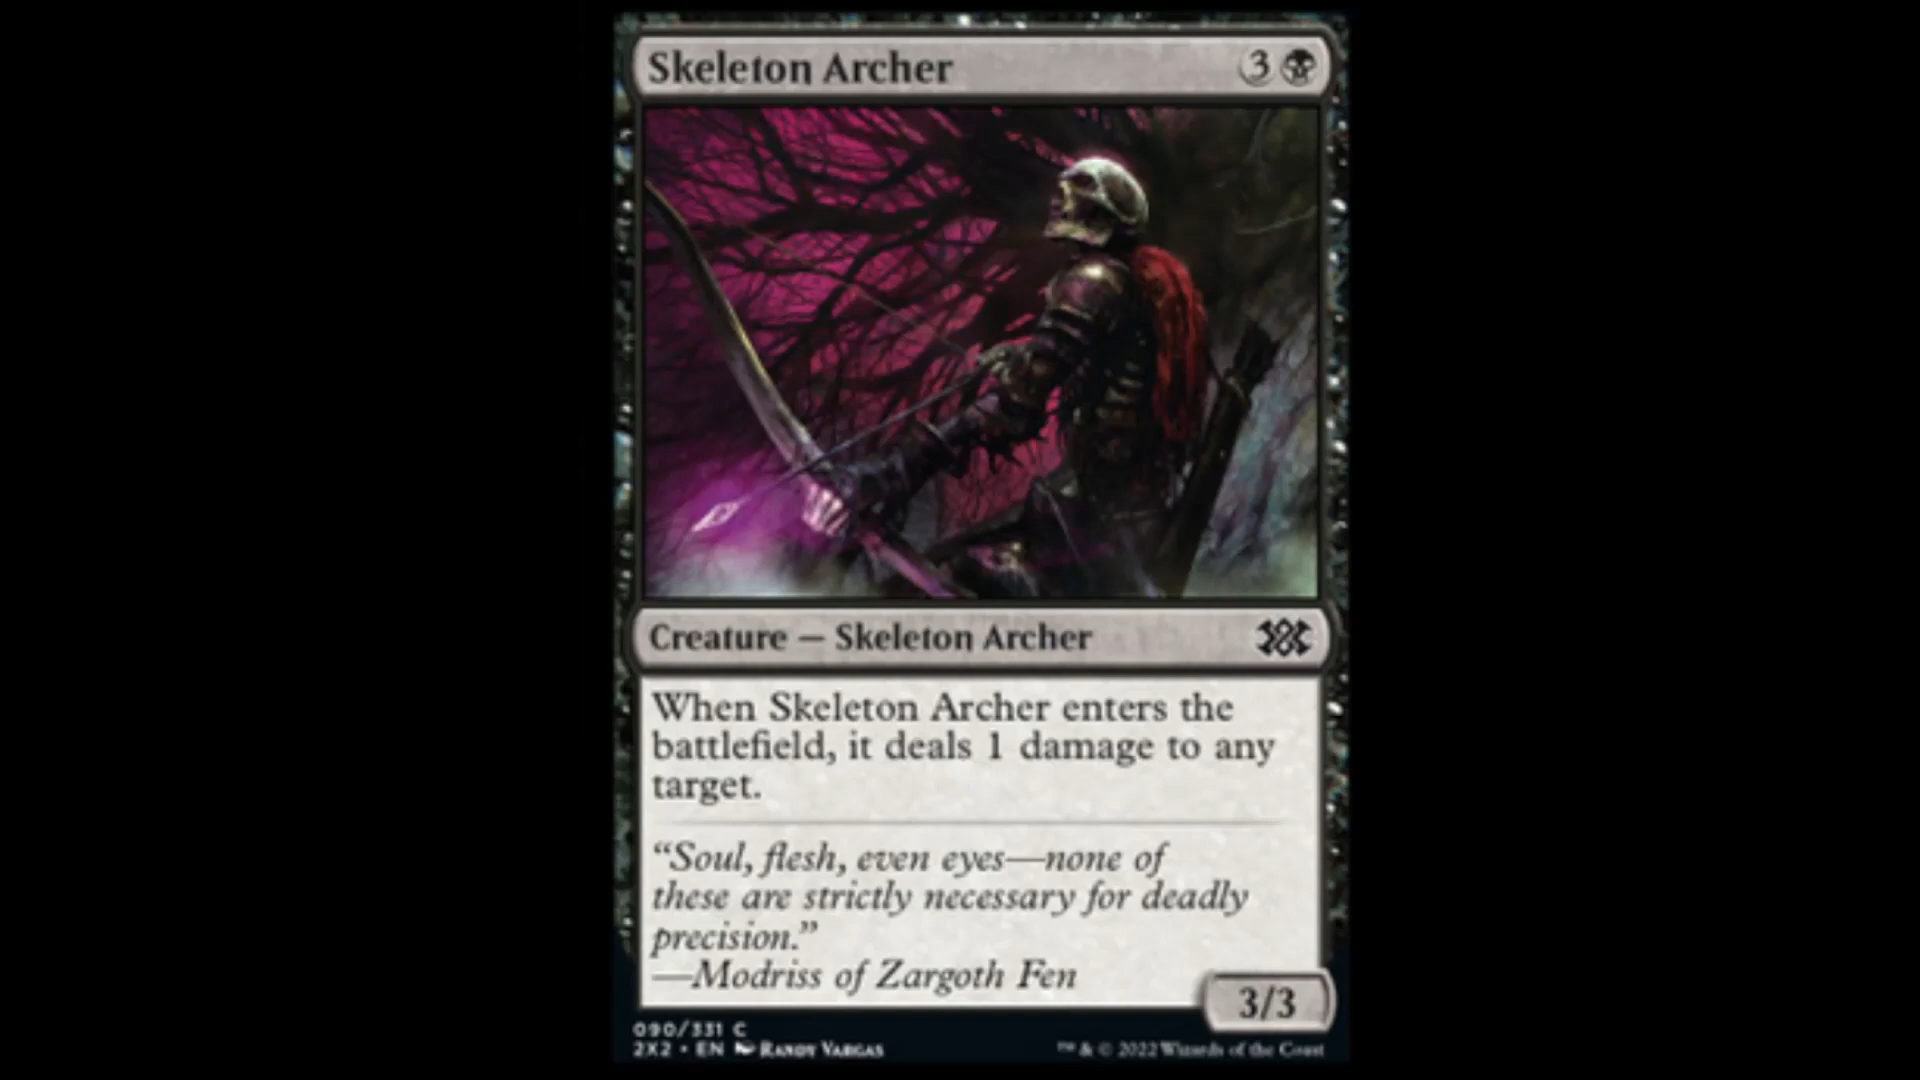 Skeleton Archer 3
Creature — Skeleton Archer
When Skeleton Archer enters the
battlefield, it deals 1 damage to any
target.
“Soul, flesh, even eyes—none of
these are strictly necessary for deadly
precision.”
—Modriss of Zargoth Fen
3/3
090/331 C
2X2 • EN Randy Vargas
™ & © 2022 Wizards of the Coast